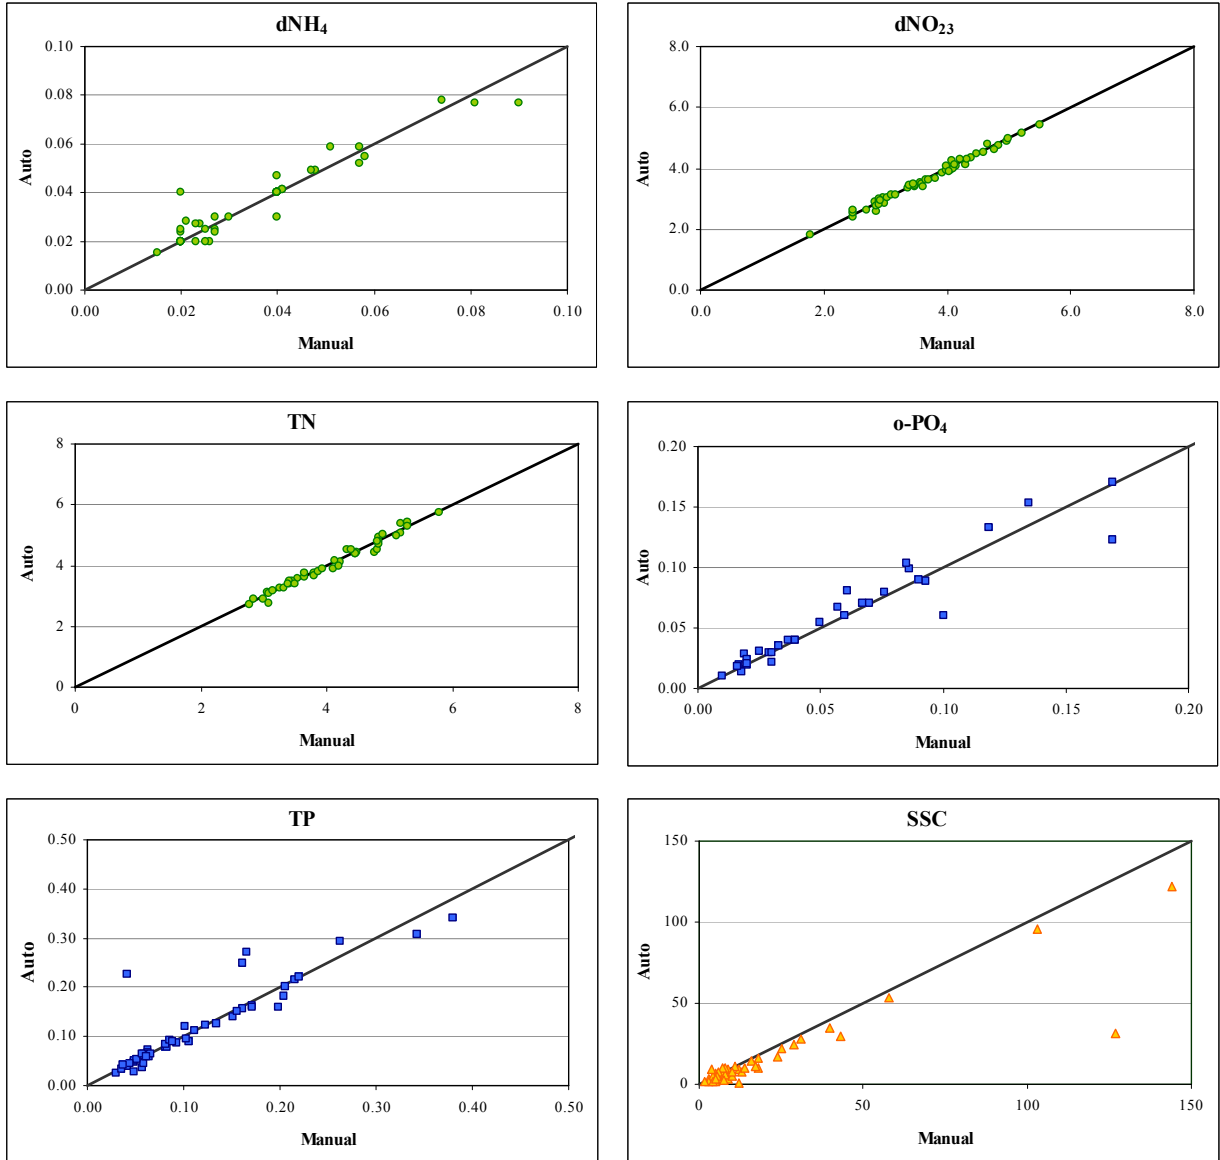 dNH₄
0.10
0.08
0.06
0.04
0.02
0.00
Auto
0.00 0.02 0.04 0.06 0.08 0.10
Manual
dNO₂₃
8.0
6.0
4.0
2.0
0.0
Auto
0.0 2.0 4.0 6.0 8.0
Manual
TN
8
6
4
2
0
Auto
0 2 4 6 8
Manual
o-PO₄
0.20
0.15
0.10
0.05
0.00
Auto
0.00 0.05 0.10 0.15 0.20
Manual
TP
0.50
0.40
0.30
0.20
0.10
0.00
Auto
0.00 0.10 0.20 0.30 0.40 0.50
Manual
SSC
150
100
50
0
Auto
0 50 100 150
Manual